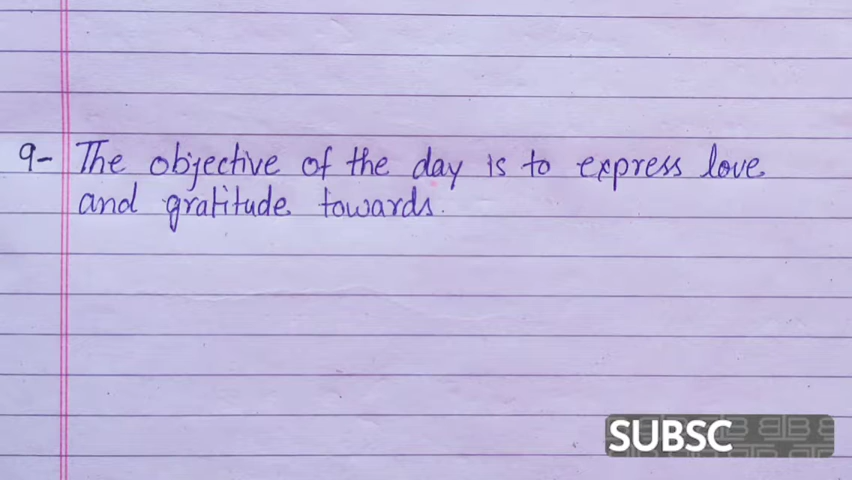 9- The objective of the day is to express love
and gratitude towards.
SUBSC